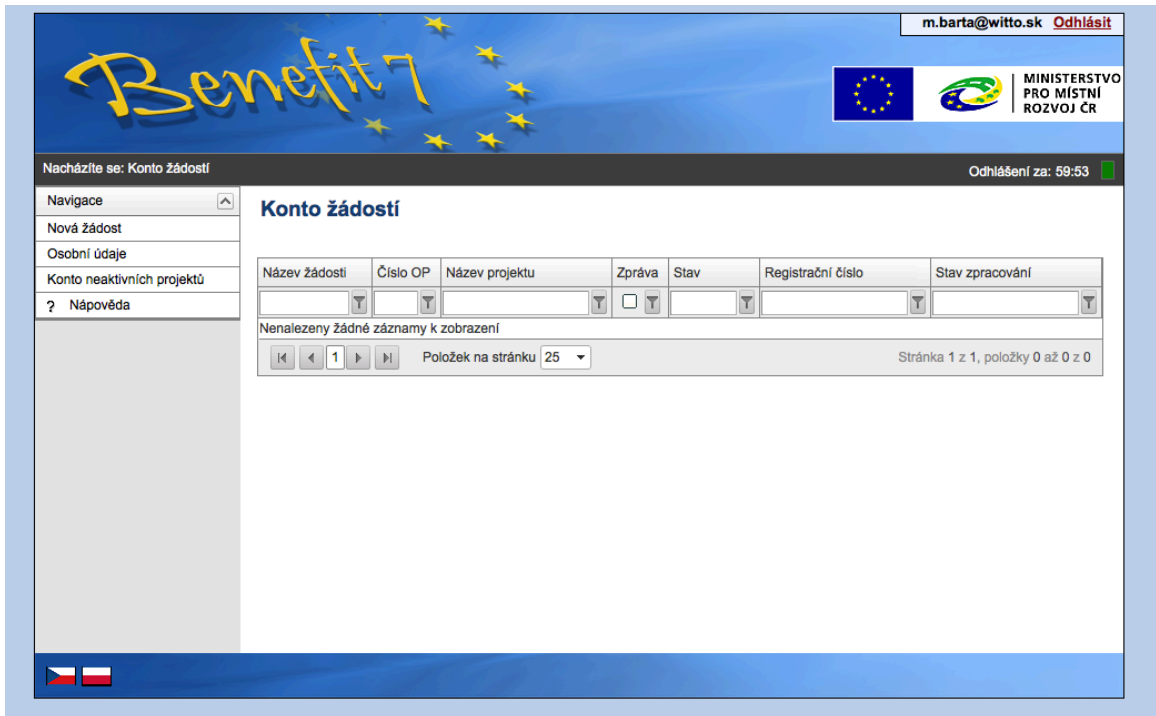 m.barta@witto.sk Odhlásit
Benefit7
MINISTERSTVO
PRO MÍSTNÍ
ROZVOJ ČR
Nacházíte se: Konto žádostí
Odhlášení za: 59:53
Navigace
Nová žádost
Osobní údaje
Konto neaktivních projektů
? Nápověda
Konto žádostí
Název žádosti Číslo OP Název projektu Zpráva Stav Registrační číslo Stav zpracování
Nenalezeny žádné záznamy k zobrazení
1 Položek na stránku 25 Stránka 1 z 1, položky 0 až 0 z 0